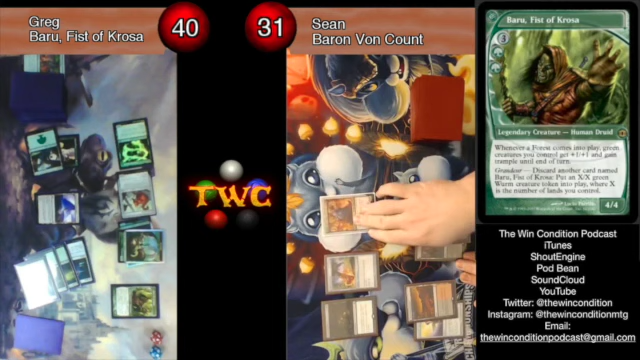 Greg
Baru, Fist of Krosa
40
31
Sean
Baron Von Count
TWC
Baru, Fist of Krosa
Legendary Creature — Human Druid
Whenever a Forest comes into play, green
creatures you control get +1/+1 and gain
trample until end of turn.
Grandeur — Discard another card named
Baru, Fist of Krosa: Put an X/X green
Wurm creature token into play, where X
is the number of lands you control.
4/4
The Win Condition Podcast
iTunes
ShoutEngine
Pod Bean
SoundCloud
YouTube
Twitter: @thewincondition
Instagram: @thewinconditionmtg
Email:
thewinconditionpodcast@gmail.com